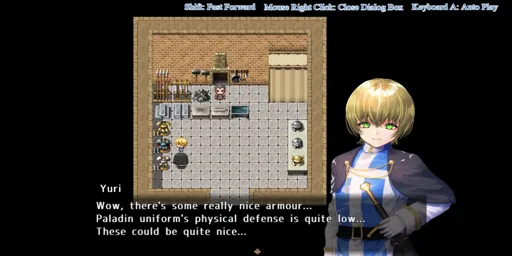 Shift: Fast Forward Mouse Right Click: Close Dialog Box Keyboard A: Auto Play
Yuri
Wow, there's some really nice armour...
Paladin uniform's physical defense is quite low...
These could be quite nice...